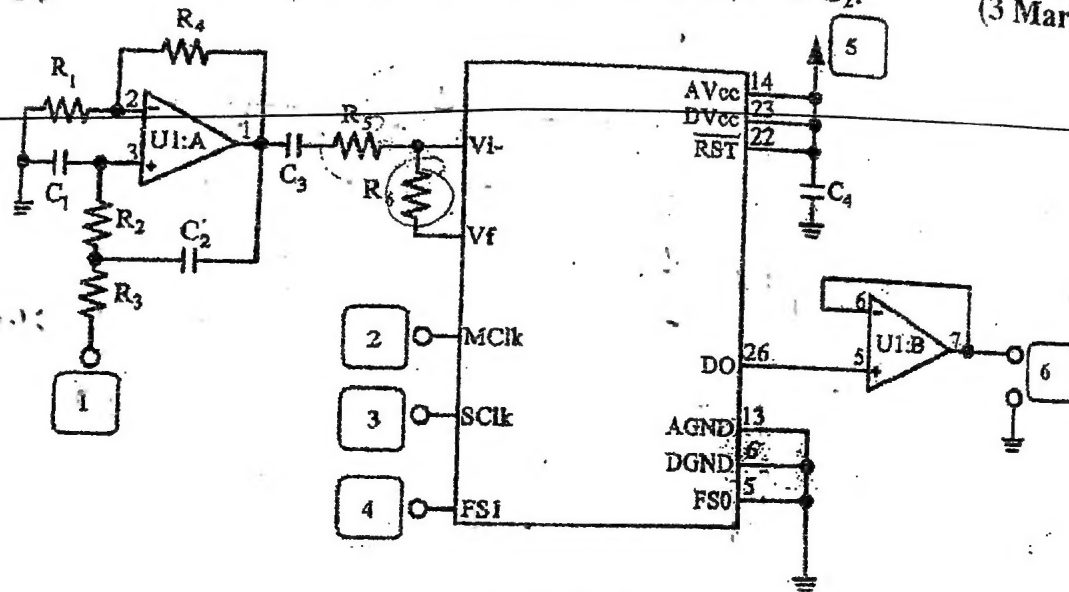 2.
(3 Mar
R4
5
R1
14
AVcc
2
23
DVcc
1
R5
22
RST
U1:A
Vi-
3
C3
C1
R6
C4
R2
C2
Vf
R3
6
2
MClk
U1:B
7
26
DO
5
6
1
3
SClk
13
AGND
6
DGND
5
4
FS1
FS0